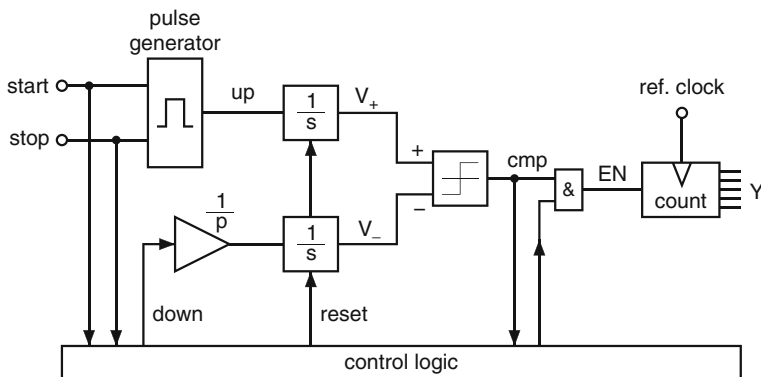 pulse
generator
start
stop
up
1
s
V+
+
−
cmp
&
EN
ref. clock
count
Y
1
p
1
s
V−
down
reset
control logic